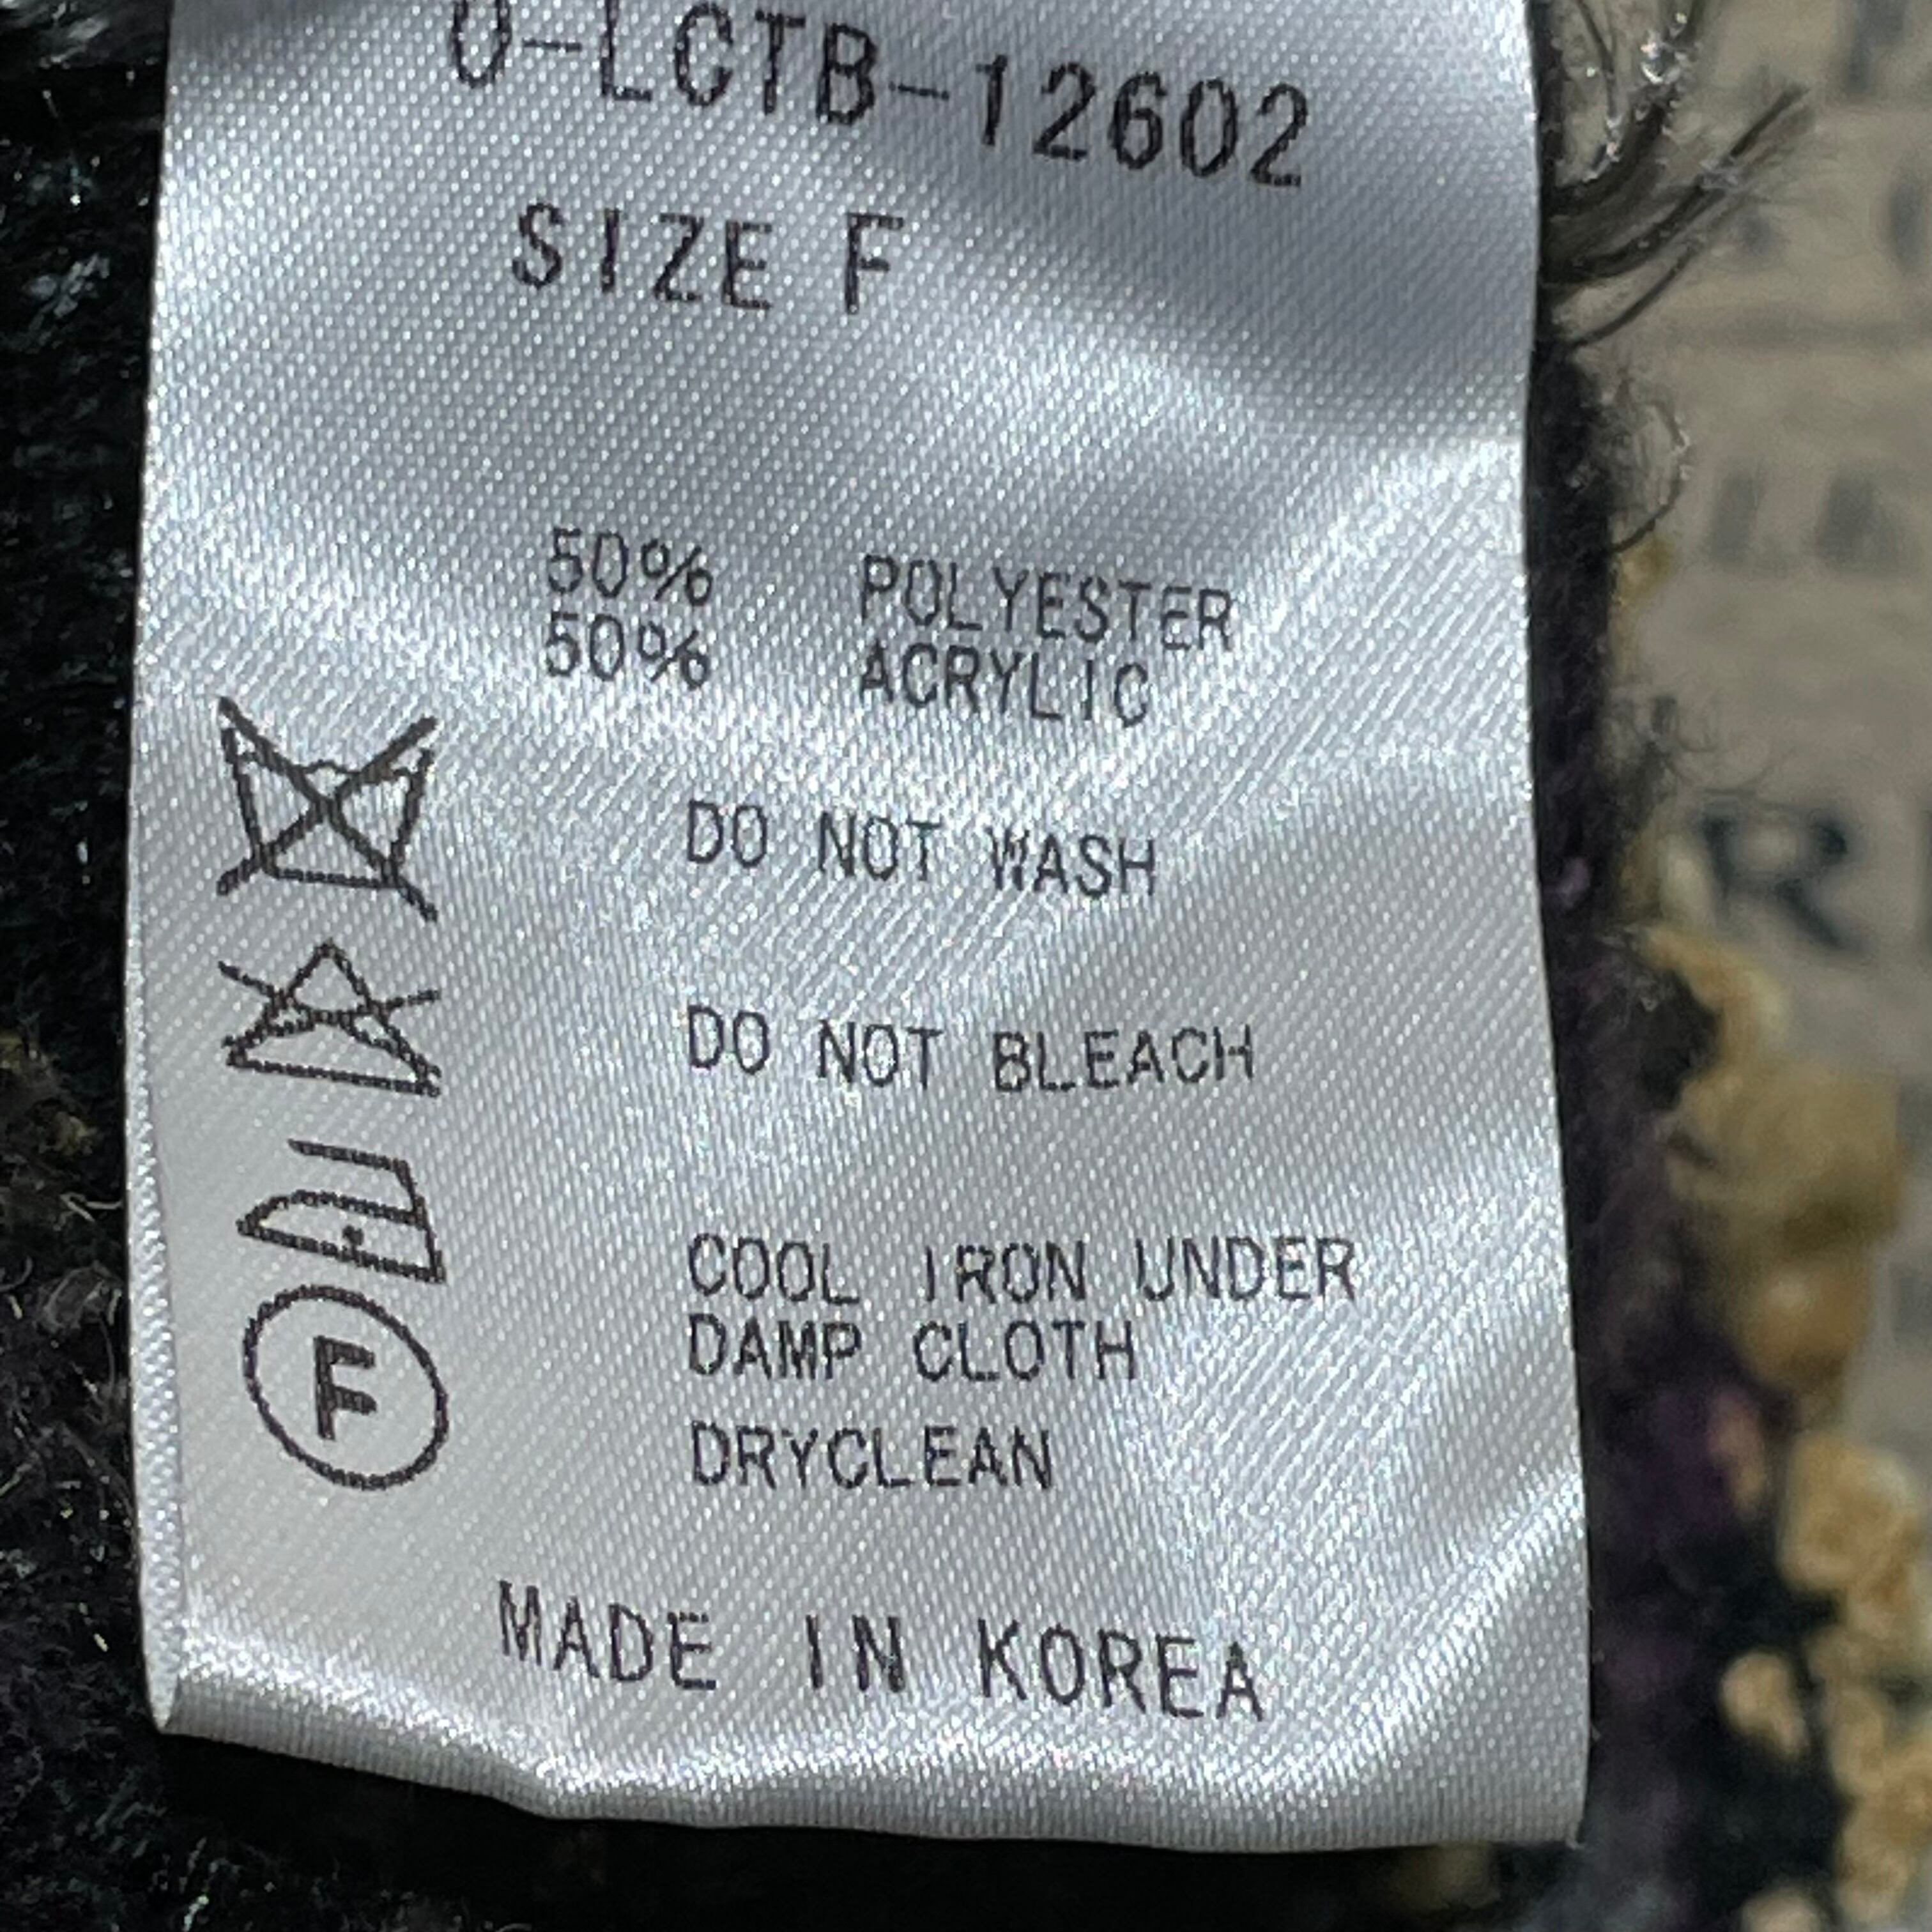 0-LCTB-12602
SIZE F
50% POLYESTER
50% ACRYLIC
DO NOT WASH
DO NOT BLEACH
COOL IRON UNDER
DAMP CLOTH
F
DRYCLEAN
MADE IN KOREA
R